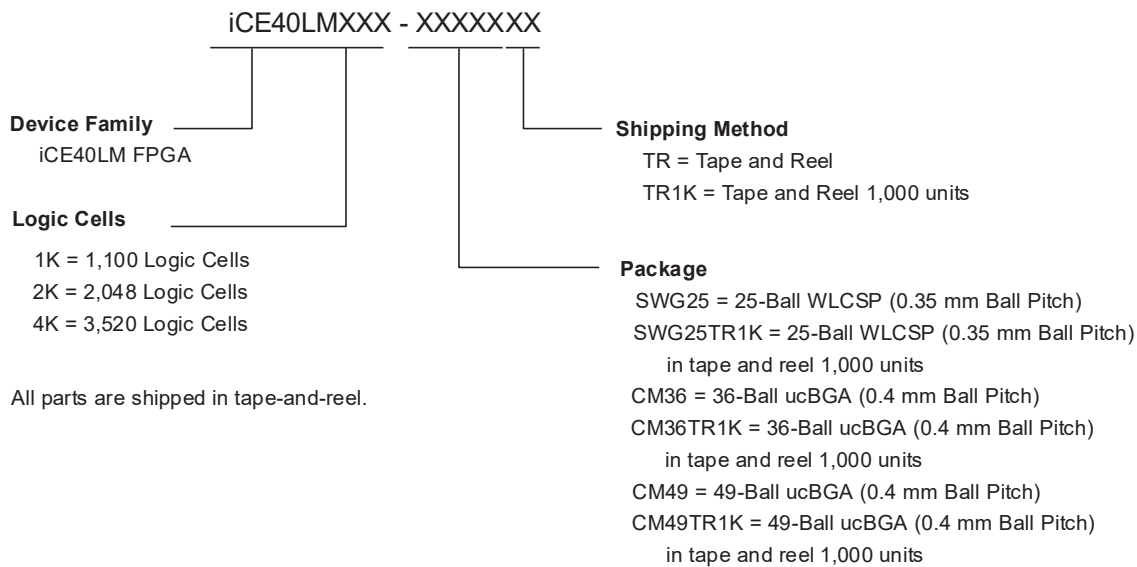 iCE40LMXXX - XXXXXXXX
Device Family
iCE40LM FPGA
Logic Cells
1K = 1,100 Logic Cells
2K = 2,048 Logic Cells
4K = 3,520 Logic Cells
All parts are shipped in tape-and-reel.
Shipping Method
TR = Tape and Reel
TR1K = Tape and Reel 1,000 units
Package
SWG25 = 25-Ball WLCSP (0.35 mm Ball Pitch)
SWG25TR1K = 25-Ball WLCSP (0.35 mm Ball Pitch)
in tape and reel 1,000 units
CM36 = 36-Ball ucBGA (0.4 mm Ball Pitch)
CM36TR1K = 36-Ball ucBGA (0.4 mm Ball Pitch)
in tape and reel 1,000 units
CM49 = 49-Ball ucBGA (0.4 mm Ball Pitch)
CM49TR1K = 49-Ball ucBGA (0.4 mm Ball Pitch)
in tape and reel 1,000 units